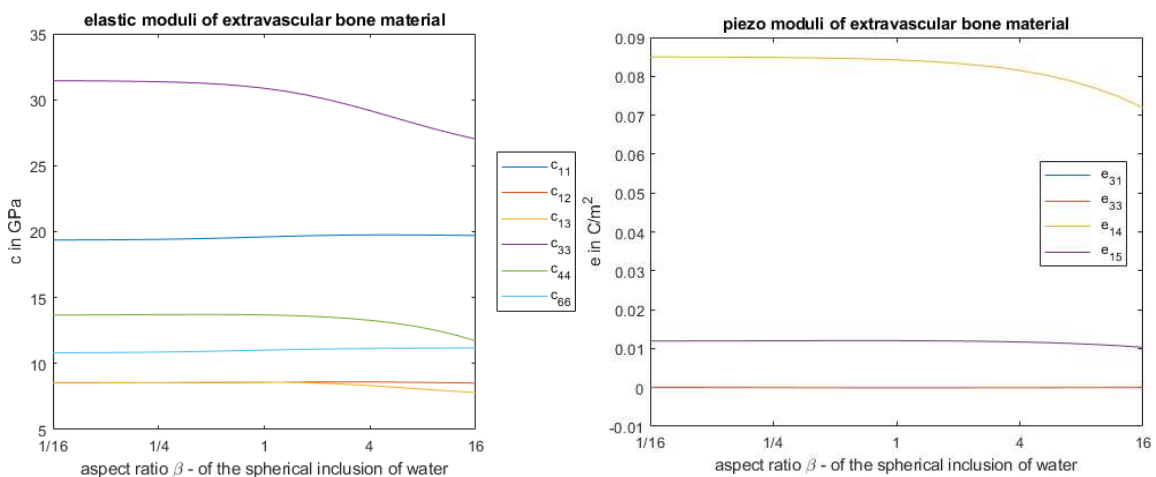 elastic moduli of extravascular bone material
35
30
25
20
15
10
5
c in GPa
1/16
1/4
1
4
16
aspect ratio β - of the spherical inclusion of water
c11
c12
c13
c33
c44
c66
piezo moduli of extravascular bone material
0.09
0.08
0.07
0.06
0.05
0.04
0.03
0.02
0.01
0
-0.01
e in C/m²
1/16
1/4
1
4
16
aspect ratio β - of the spherical inclusion of water
e31
e33
e14
e15